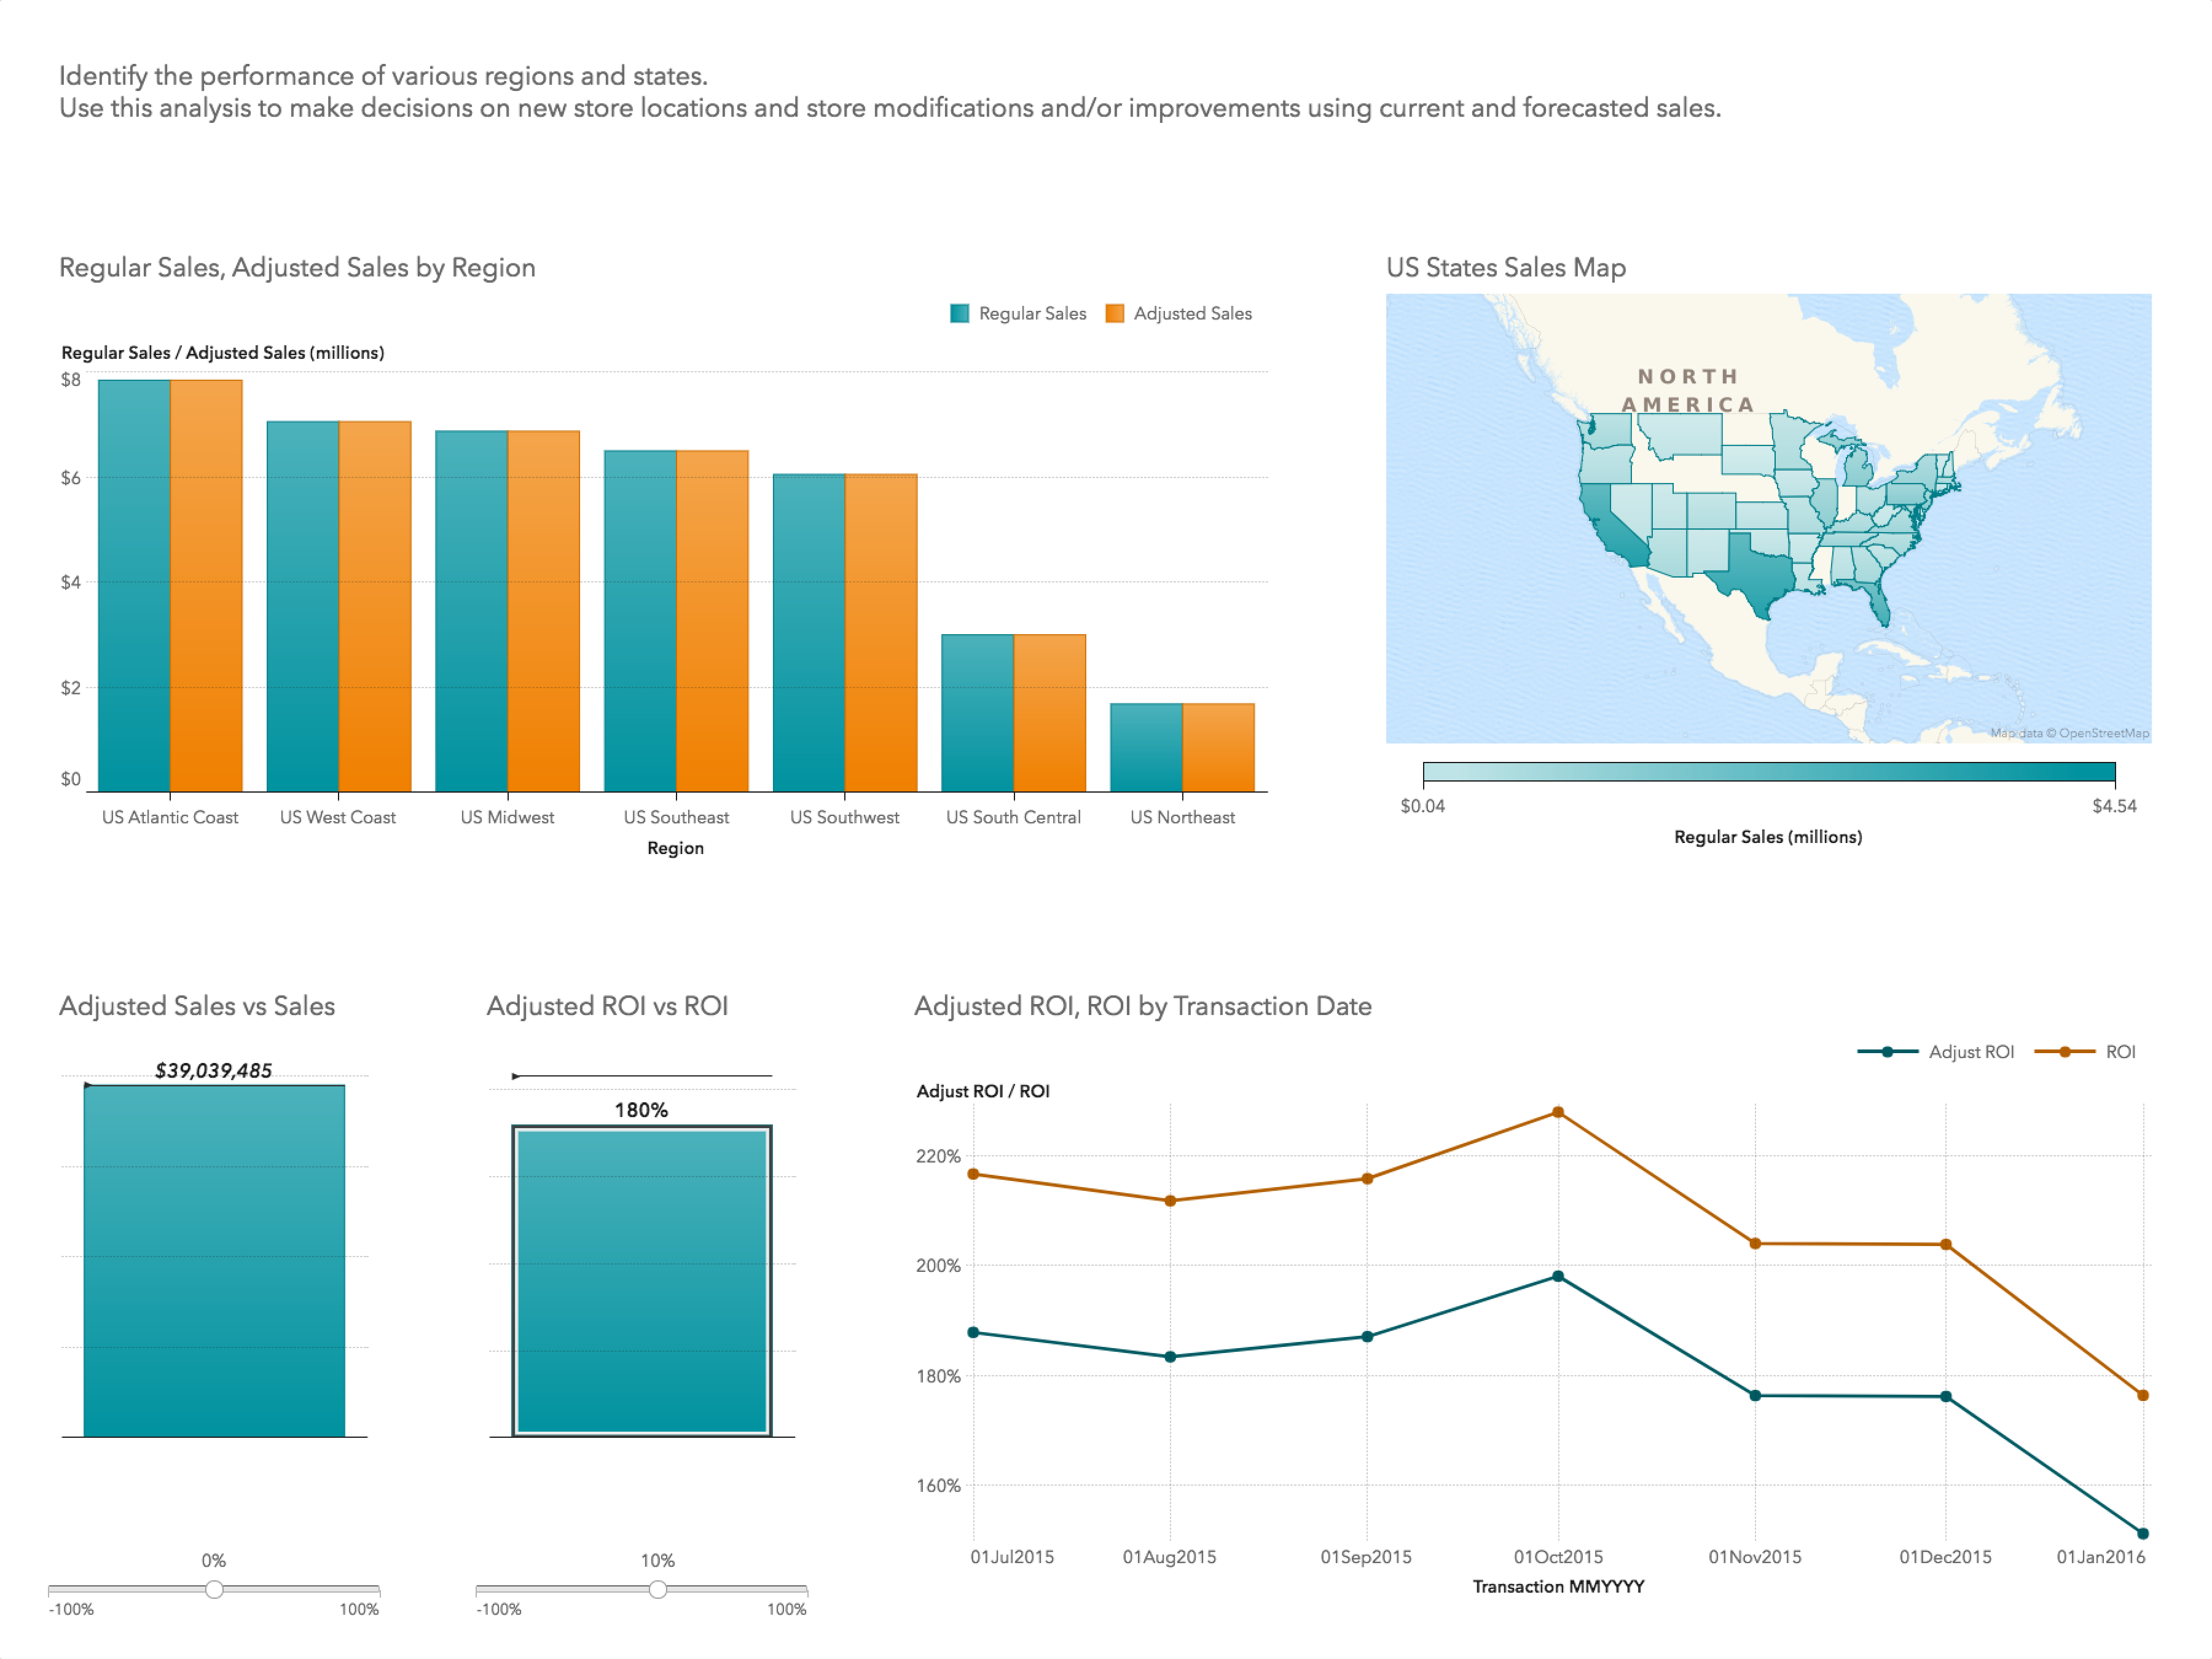 Identify the performance of various regions and states.
Use this analysis to make decisions on new store locations and store modifications and/or improvements using current and forecasted sales.
Regular Sales, Adjusted Sales by Region
Regular Sales
Adjusted Sales
Regular Sales / Adjusted Sales (millions)
$8
$6
$4
$2
$0
US Atlantic Coast
US West Coast
US Midwest
US Southeast
US Southwest
US South Central
US Northeast
Region
US States Sales Map
NORTH
AMERICA
Map data © OpenStreetMap
$0.04
$4.54
Regular Sales (millions)
Adjusted Sales vs Sales
$39,039,485
0%
-100%
100%
Adjusted ROI vs ROI
180%
10%
-100%
100%
Adjusted ROI, ROI by Transaction Date
Adjust ROI
ROI
Adjust ROI / ROI
220%
200%
180%
160%
01Jul2015
01Aug2015
01Sep2015
01Oct2015
01Nov2015
01Dec2015
01Jan2016
Transaction MMYYYY